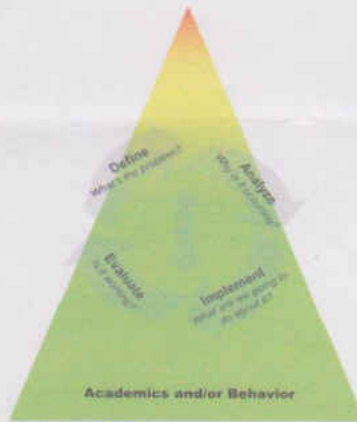 Define
What's the problem?
Analyze
Why is it occurring?
Implement
What are we going to
do about it?
Evaluate
Is it working?
Academics and/or Behavior